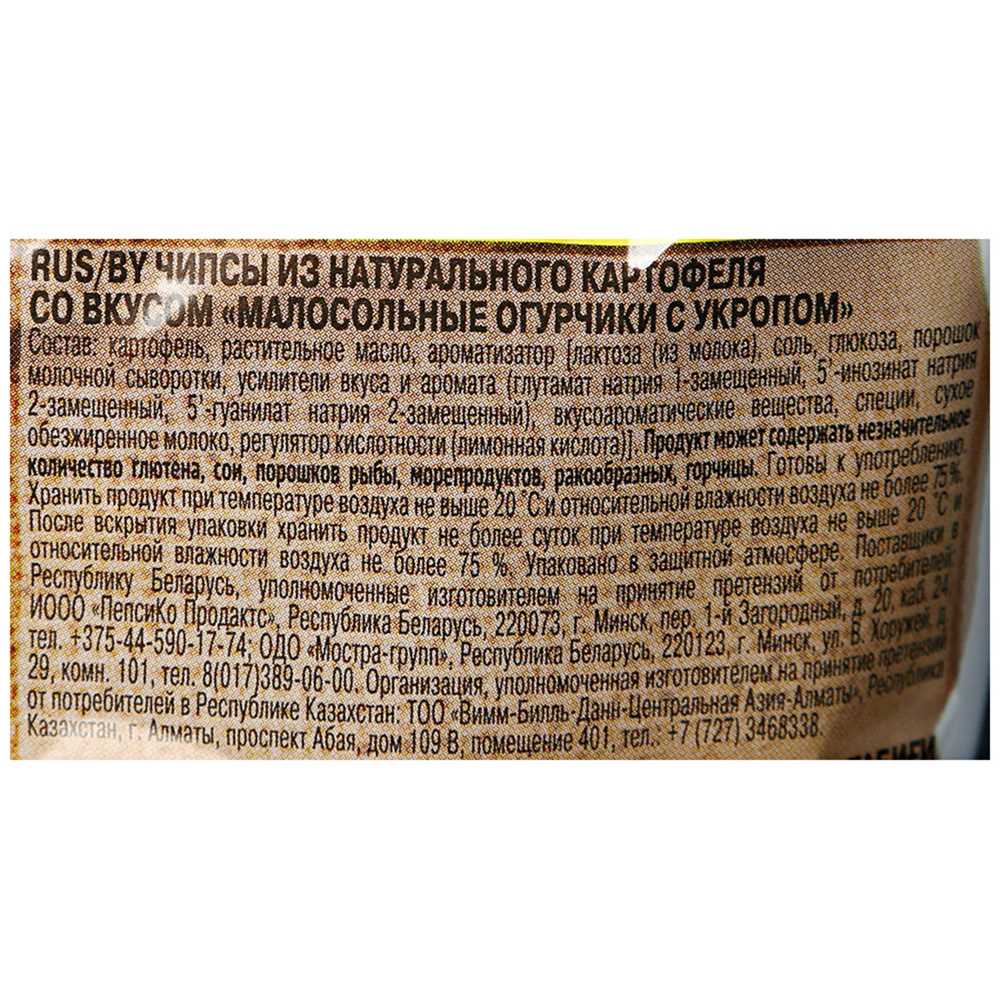 RUS/BY ЧИПСЫ ИЗ НАТУРАЛЬНОГО КАРТОФЕЛЯ
СО ВКУСОМ «МАЛОСОЛЬНЫЕ ОГУРЧИКИ С УКРОПОМ»
Состав: картофель, растительное масло, ароматизатор [лактоза (из молока), соль, глюкоза, порошок
молочной сыворотки, усилители вкуса и аромата (глутамат натрия 1-замещенный, 5'-инозинат натрия
2-замещенный, 5'-гуанилат натрия 2-замещенный), вкусоароматические вещества, специи, сухое
обезжиренное молоко, регулятор кислотности (лимонная кислота)]. Продукт может содержать незначительное
количество глютена, сои, порошков рыбы, морепродуктов, ракообразных, горчицы. Готовы к употреблению.
Хранить продукт при температуре воздуха не выше 20 °С и относительной влажности воздуха не более 75 %.
После вскрытия упаковки хранить продукт не более суток при температуре воздуха не выше 20 °С и
относительной влажности воздуха не более 75 %. Упаковано в защитной атмосфере. Поставщики в
Республику Беларусь, уполномоченные изготовителем на принятие претензий от потребителей:
ИООО «ПепсиКо Продактс», Республика Беларусь, 220073, г. Минск, пер. 1-й Загородный, д. 20, каб. 24,
тел. +375-44-590-17-74; ОДО «Мостра-групп», Республика Беларусь, 220123, г. Минск, ул. В. Хоружей, д.
29, комн. 101, тел. 8(017)389-06-00. Организация, уполномоченная изготовителем на принятие претензий
от потребителей в Республике Казахстан: ТОО «Вимм-Билль-Данн-Центральная Азия-Алматы», Республика
Казахстан, г. Алматы, проспект Абая, дом 109 В, помещение 401, тел.: +7 (727) 3468338.